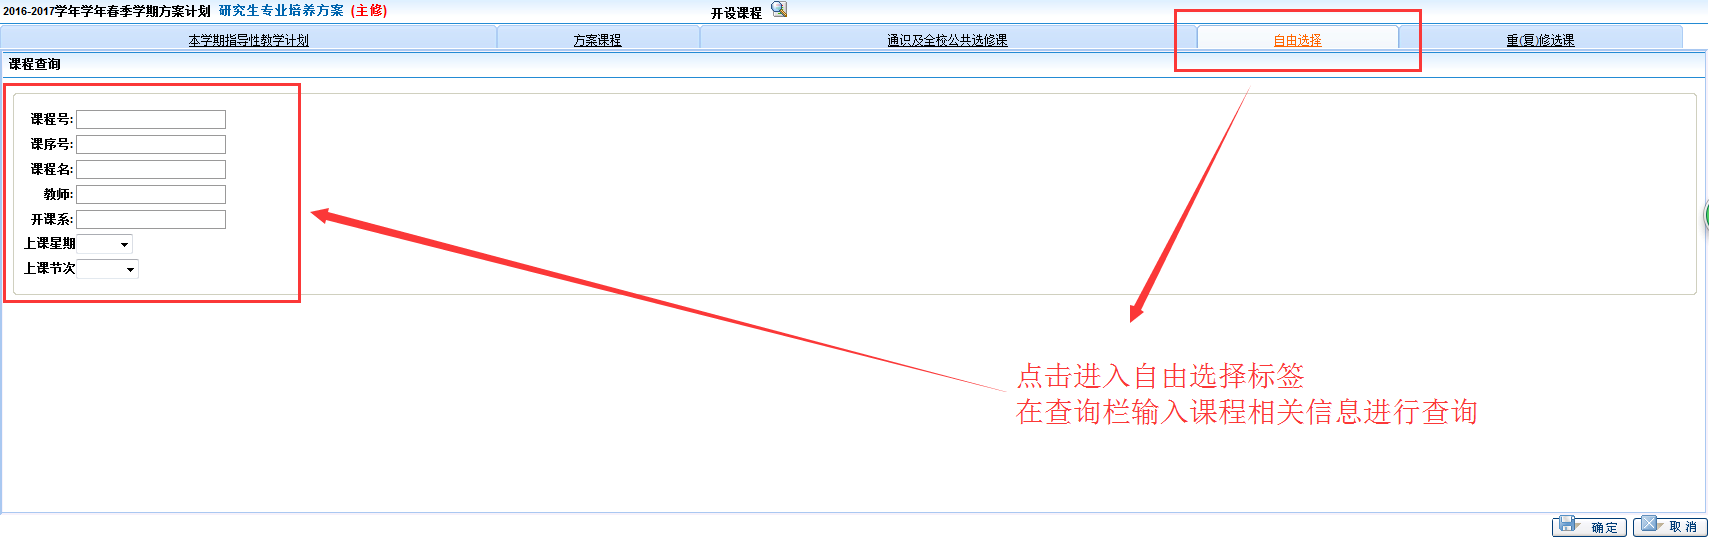 2016-2017学年学年春季学期方案计划 研究生专业培养方案 (主修) 开设课程
本学期指导性教学计划 方案课程 通识及全校公共选修课 自由选择 重(复)修选课
课程查询
课程号:
课序号:
课程名:
教师:
开课系:
上课星期
上课节次
点击进入自由选择标签
在查询栏输入课程相关信息进行查询
确定 取消